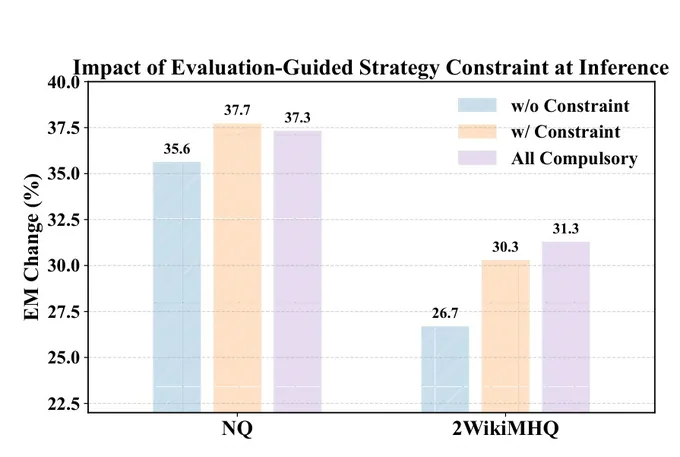 Impact of Evaluation-Guided Strategy Constraint at Inference
40.0
37.5
35.0
32.5
30.0
27.5
25.0
22.5
EM Change (%)
35.6
37.7
37.3
26.7
30.3
31.3
w/o Constraint
w/ Constraint
All Compulsory
NQ
2WikiMHQ